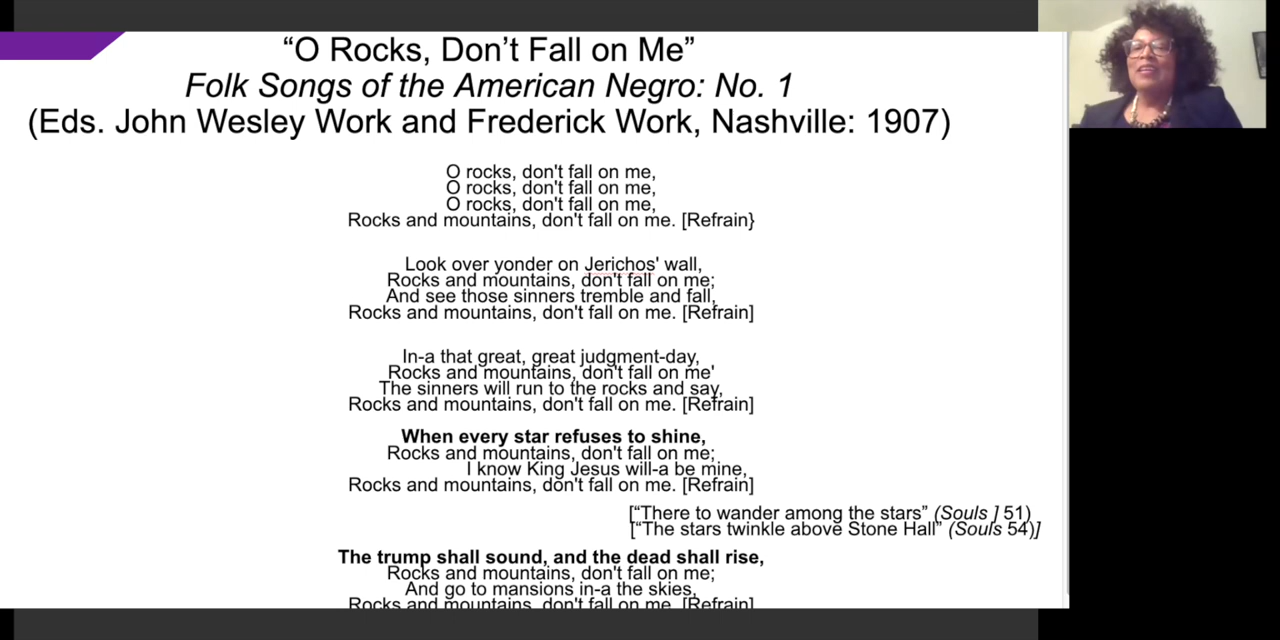 “O Rocks, Don’t Fall on Me”
Folk Songs of the American Negro: No. 1
(Eds. John Wesley Work and Frederick Work, Nashville: 1907)
O rocks, don't fall on me,
O rocks, don't fall on me,
O rocks, don't fall on me,
Rocks and mountains, don't fall on me. [Refrain}
Look over yonder on Jerichos' wall,
Rocks and mountains, don't fall on me;
And see those sinners tremble and fall,
Rocks and mountains, don't fall on me. [Refrain]
In-a that great, great judgment-day,
Rocks and mountains, don't fall on me'
The sinners will run to the rocks and say,
Rocks and mountains, don't fall on me. [Refrain]
When every star refuses to shine,
Rocks and mountains, don't fall on me;
I know King Jesus will-a be mine,
Rocks and mountains, don't fall on me. [Refrain]
[“There to wander among the stars” (Souls ] 51)
[“The stars twinkle above Stone Hall” (Souls 54)]
The trump shall sound, and the dead shall rise,
Rocks and mountains, don't fall on me;
And go to mansions in-a the skies,
Rocks and mountains, don't fall on me. [Refrain]